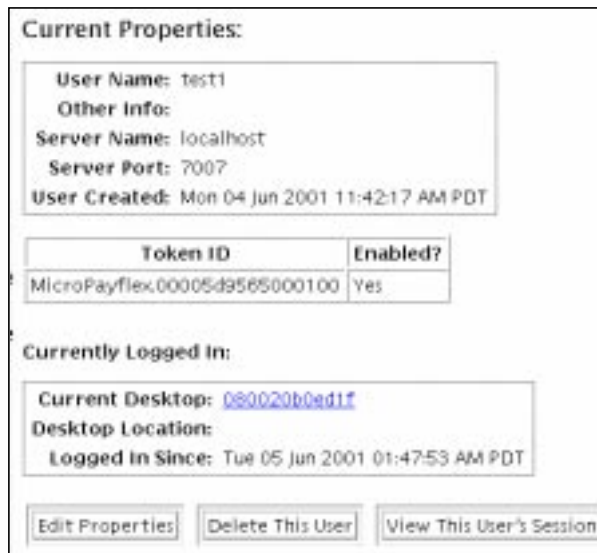 Current Properties:
User Name: test1
Other Info:
Server Name: localhost
Server Port: 7007
User Created: Mon 04 Jun 2001 11:42:17 AM PDT
Token ID Enabled?
MicroPayflex.00005d9565000100 Yes
Currently Logged In:
Current Desktop: 080020b0ed1f
Desktop Location:
Logged In Since: Tue 05 Jun 2001 01:47:53 AM PDT
Edit Properties Delete This User View This User's Session